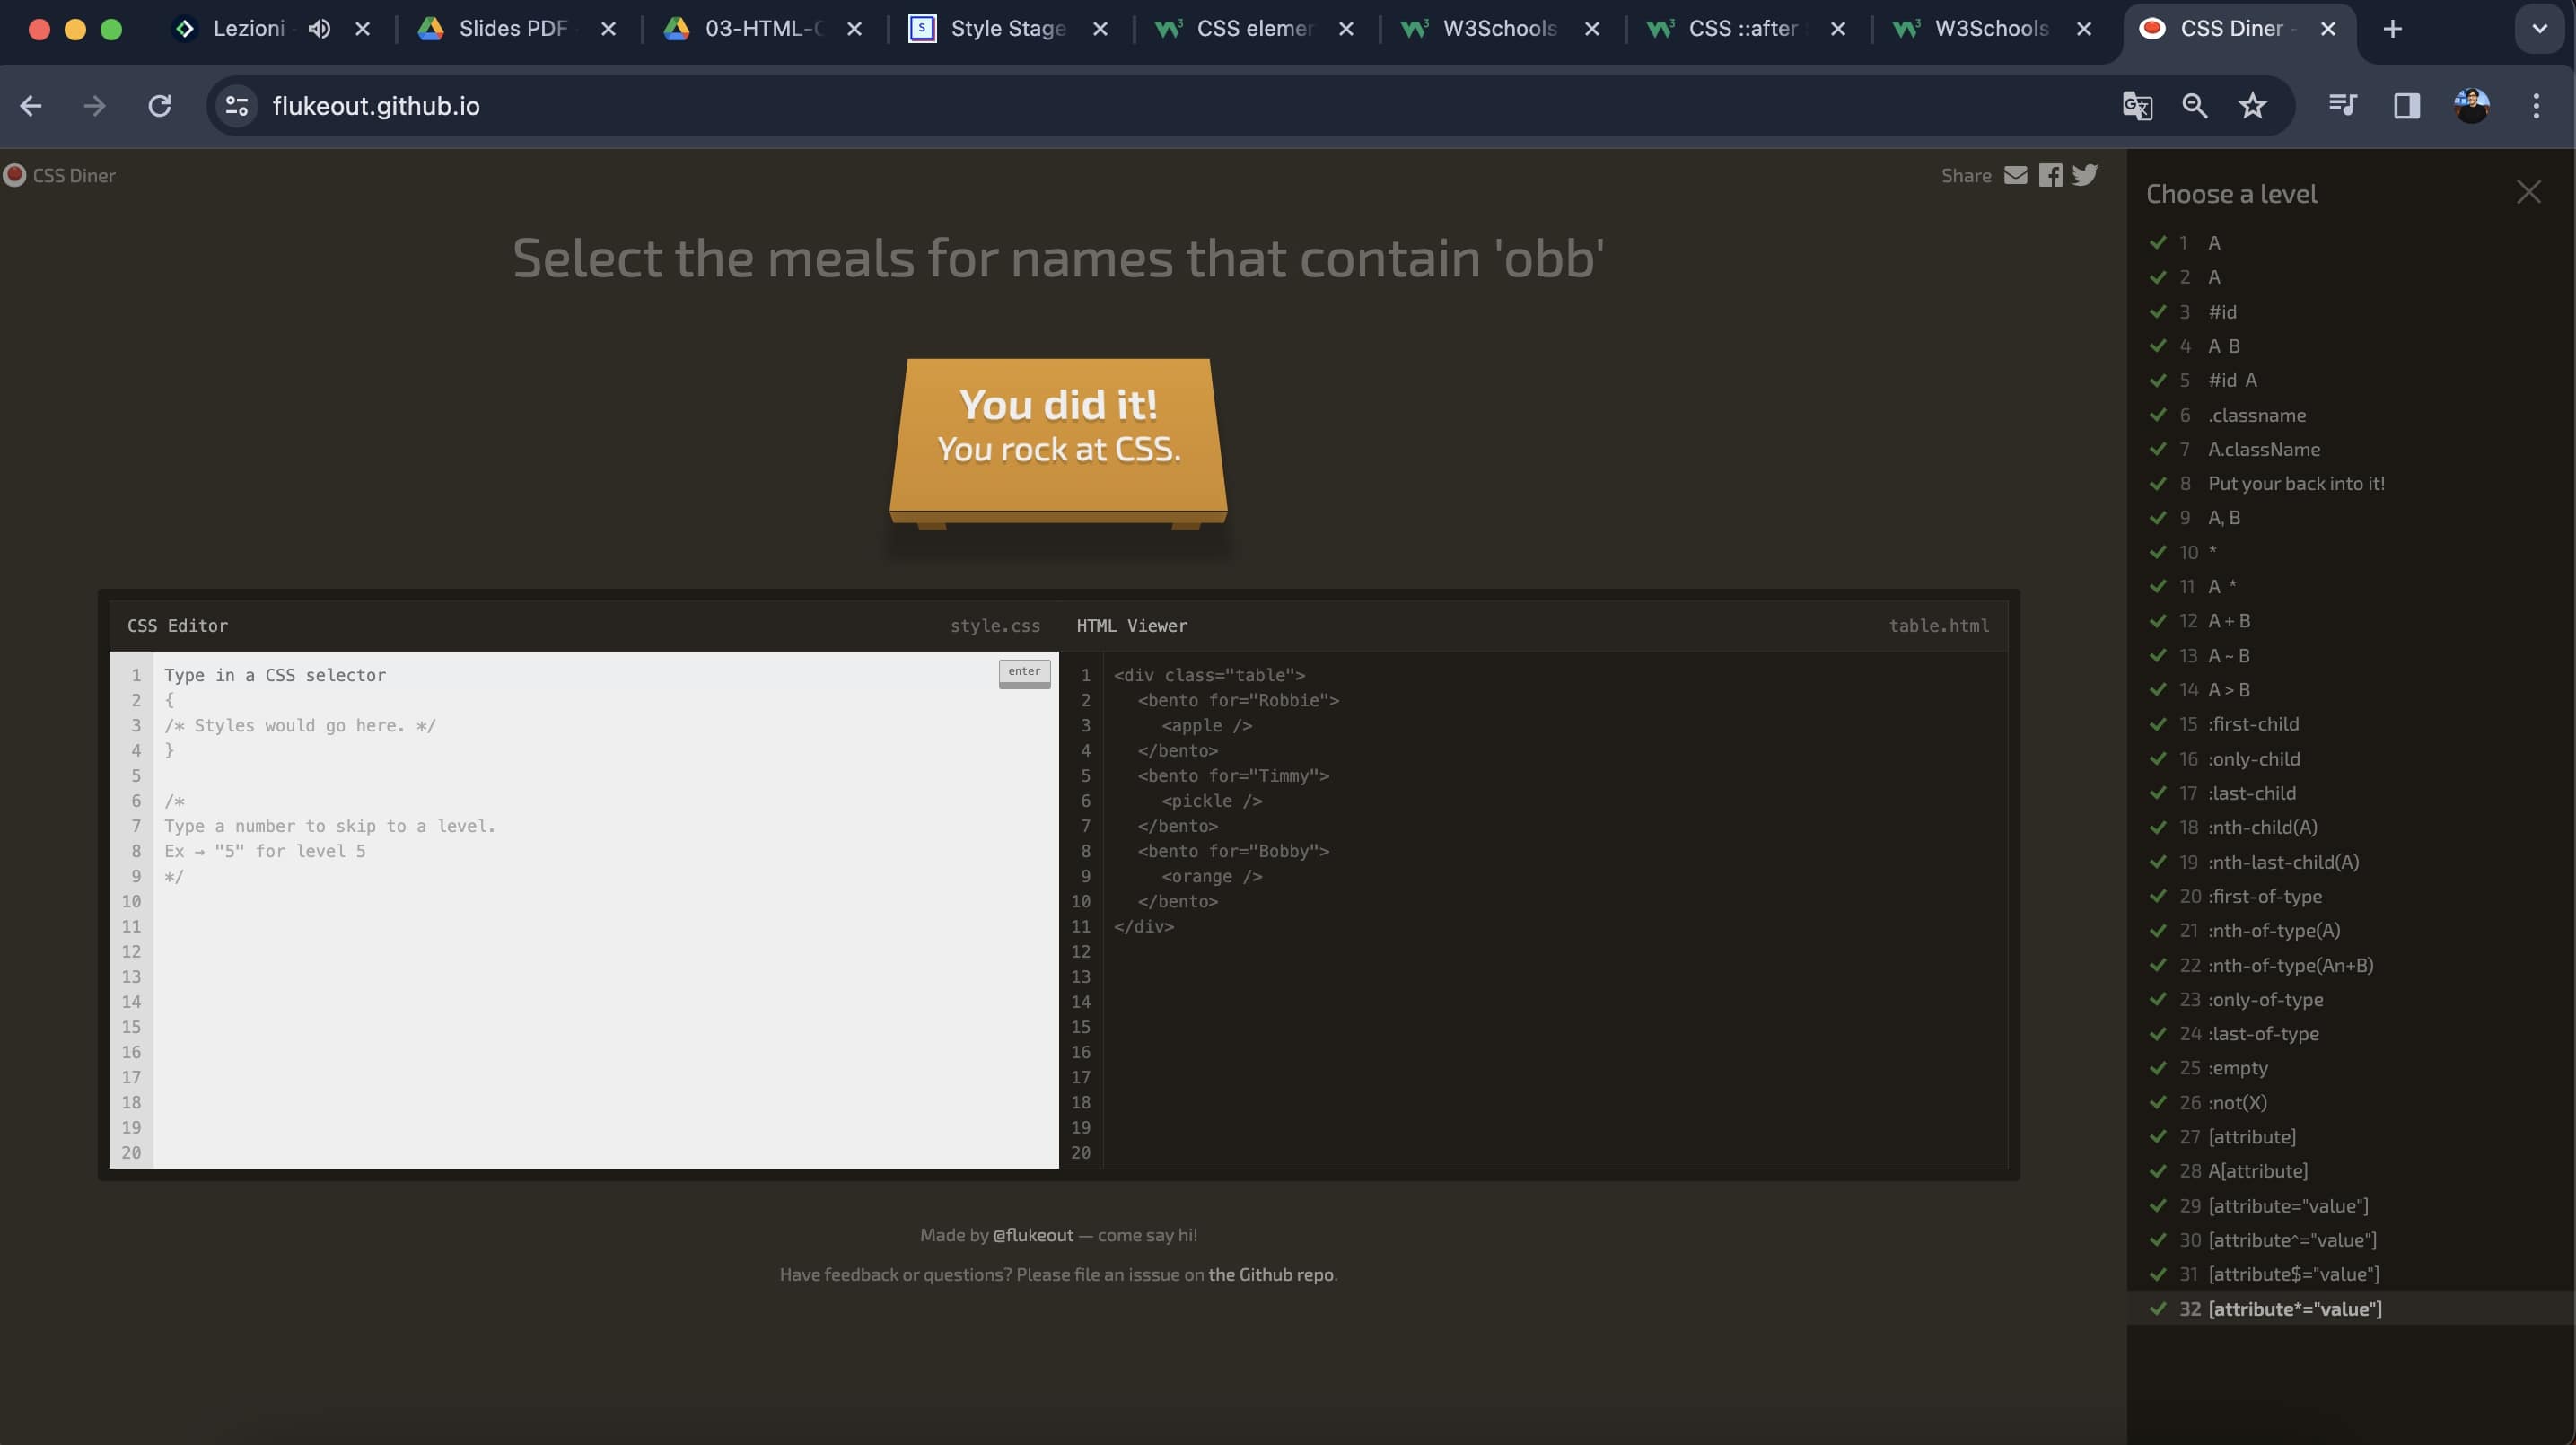 Lezioni
Slides PDF
03-HTML-C
Style Stage
CSS elemen
W3Schools
CSS ::after
W3Schools
CSS Diner -
flukeout.github.io
CSS Diner
Share
Select the meals for names that contain 'obb'
You did it!
You rock at CSS.
CSS Editor
style.css
1 Type in a CSS selector
enter
2 {
3 /* Styles would go here. */
4 }
5
6 /*
7 Type a number to skip to a level.
8 Ex → "5" for level 5
9 */
10
11
12
13
14
15
16
17
18
19
20
HTML Viewer
table.html
1 <div class="table">
2 <bento for="Robbie">
3 <apple />
4 </bento>
5 <bento for="Timmy">
6 <pickle />
7 </bento>
8 <bento for="Bobby">
9 <orange />
10 </bento>
11 </div>
12
13
14
15
16
17
18
19
20
Made by @flukeout — come say hi!
Have feedback or questions? Please file an isssue on the Github repo.
Choose a level
1 A
2 A
3 #id
4 A B
5 #id A
6 .classname
7 A.className
8 Put your back into it!
9 A, B
10 *
11 A *
12 A + B
13 A ~ B
14 A > B
15 :first-child
16 :only-child
17 :last-child
18 :nth-child(A)
19 :nth-last-child(A)
20 :first-of-type
21 :nth-of-type(A)
22 :nth-of-type(An+B)
23 :only-of-type
24 :last-of-type
25 :empty
26 :not(X)
27 [attribute]
28 A[attribute]
29 [attribute="value"]
30 [attribute^="value"]
31 [attribute$="value"]
32 [attribute*="value"]